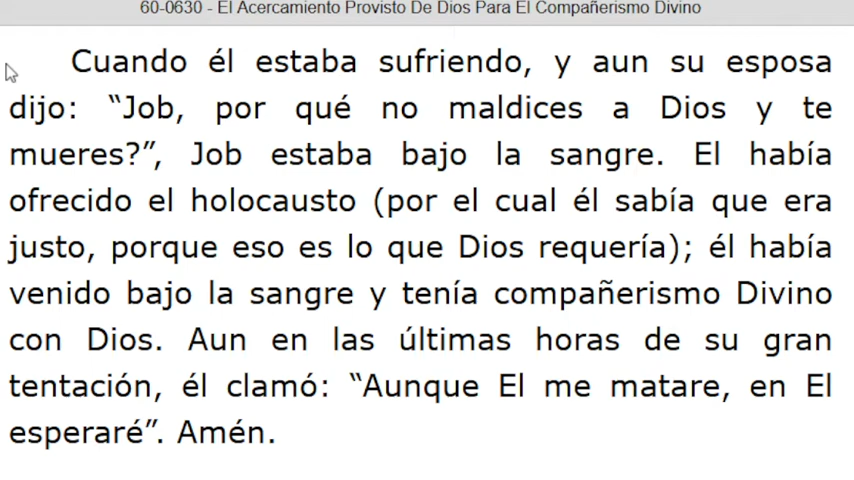 60-0630 - El Acercamiento Provisto De Dios Para El Compañerismo Divino
Cuando él estaba sufriendo, y aun su esposa
dijo: “Job, por qué no maldices a Dios y te
mueres?”, Job estaba bajo la sangre. El había
ofrecido el holocausto (por el cual él sabía que era
justo, porque eso es lo que Dios requería); él había
venido bajo la sangre y tenía compañerismo Divino
con Dios. Aun en las últimas horas de su gran
tentación, él clamó: “Aunque El me matare, en El
esperaré”. Amén.